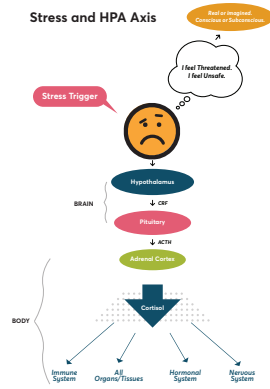 Stress and HPA Axis
Real or Imagined.
Conscious or Subconscious.
I feel Threatened.
I feel Unsafe.
Stress Trigger
Hypothalamus
BRAIN
CRF
Pituitary
ACTH
Adrenal Cortex
Cortisol
BODY
Immune
System
All
Organs/Tissues
Hormonal
System
Nervous
System